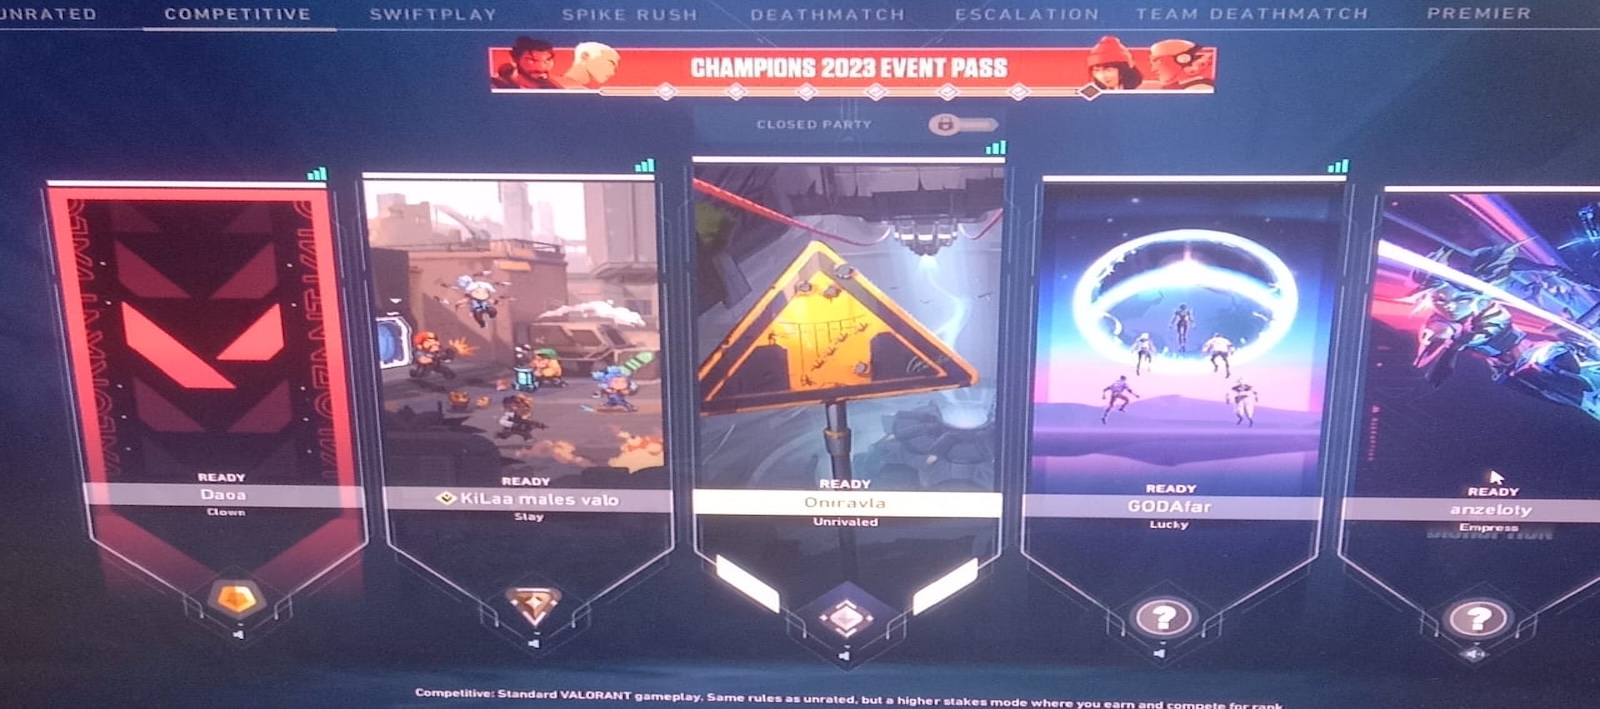 UNRATED COMPETITIVE SWIFTPLAY SPIKE RUSH DEATHMATCH ESCALATION TEAM DEATHMATCH PREMIER
CHAMPIONS 2023 EVENT PASS
CLOSED PARTY
READY
Daoa
Clown
READY
KiLaa males valo
Slay
READY
Oniravla
Unrivaled
READY
GODAfar
Lucky
READY
anzeloty
Empress
Competitive: Standard VALORANT gameplay. Same rules as unrated, but a higher stakes mode where you earn and compete for rank